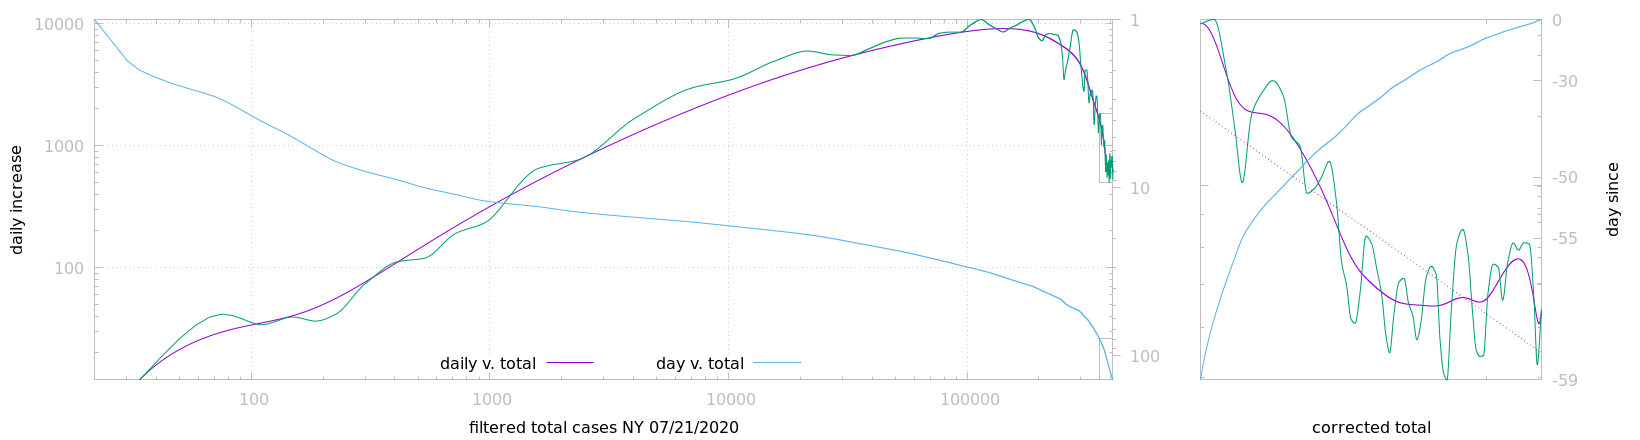 10000
1000
100
daily increase
1
10
100
0
-30
-50
-55
-59
day since
daily v. total
day v. total
100
1000
10000
100000
filtered total cases NY 07/21/2020
corrected total